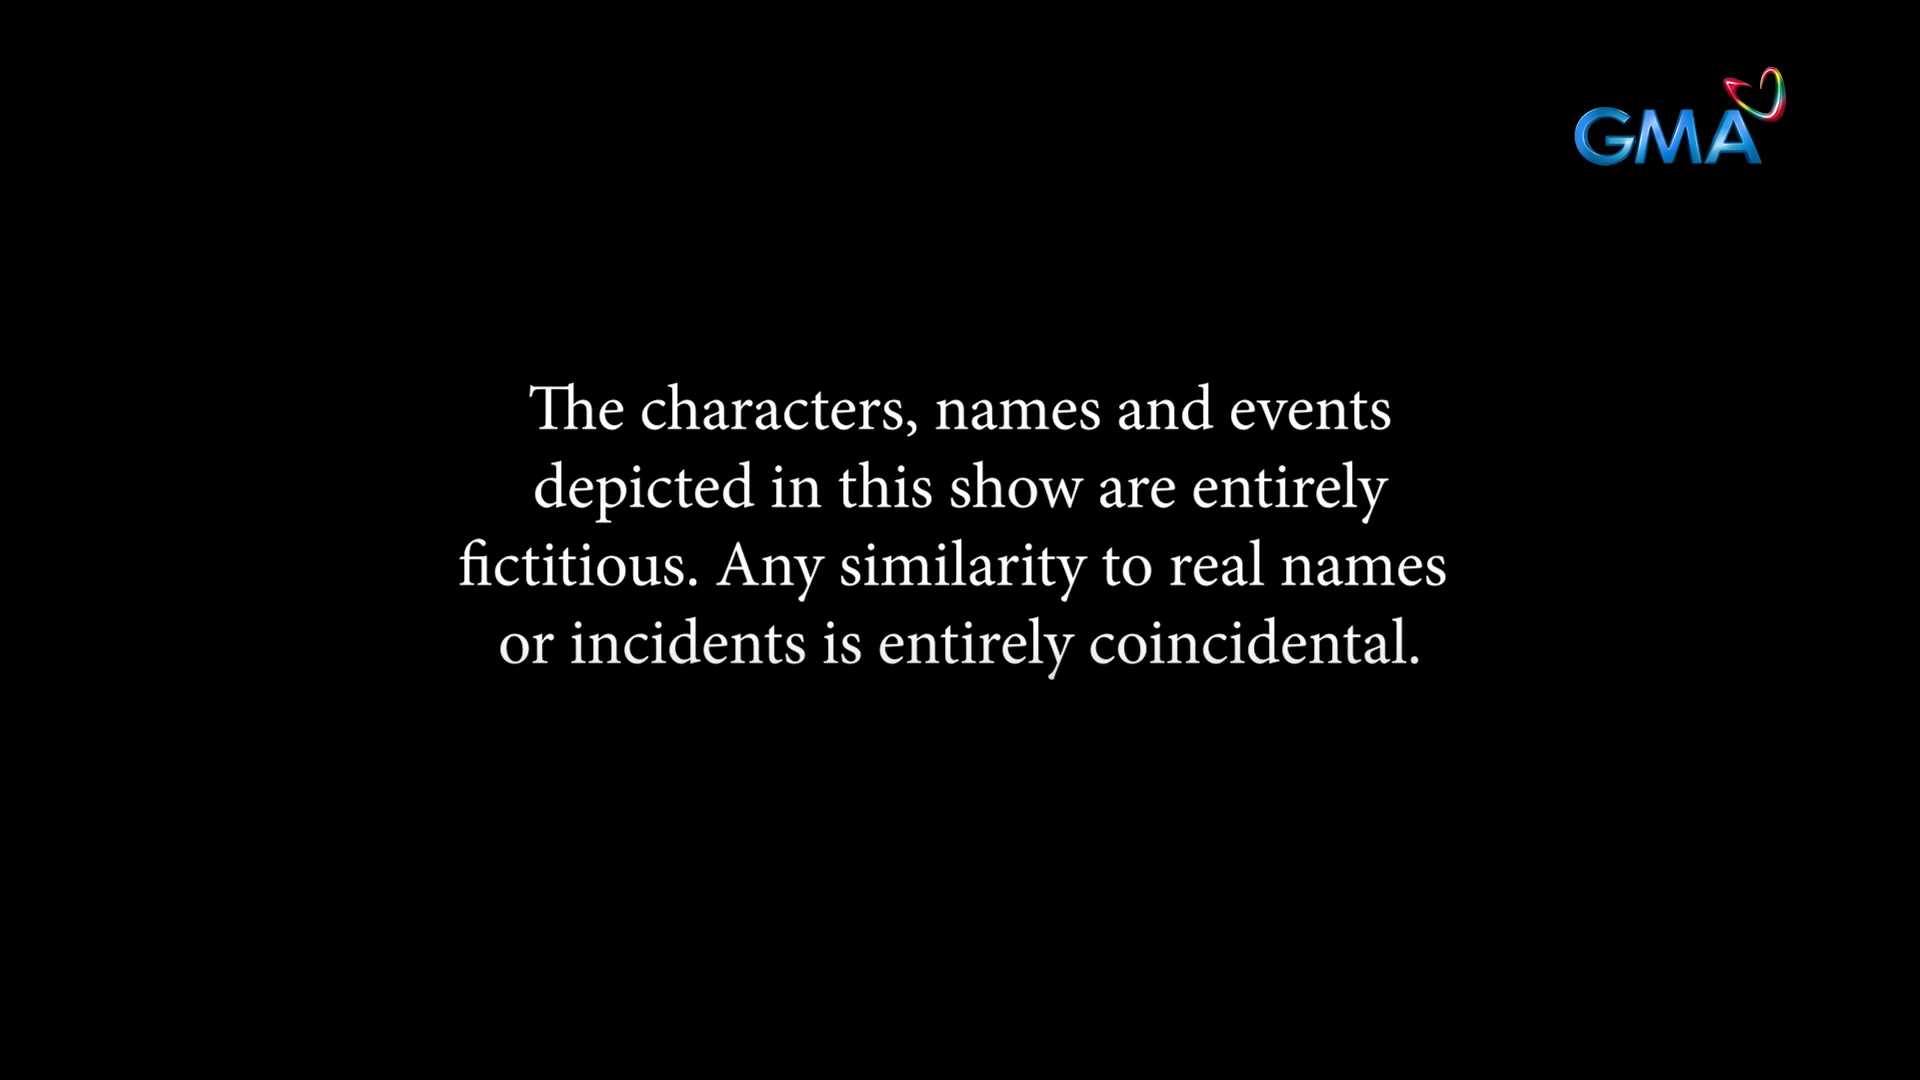 GMA
The characters, names and events
depicted in this show are entirely
fictitious. Any similarity to real names
or incidents is entirely coincidental.